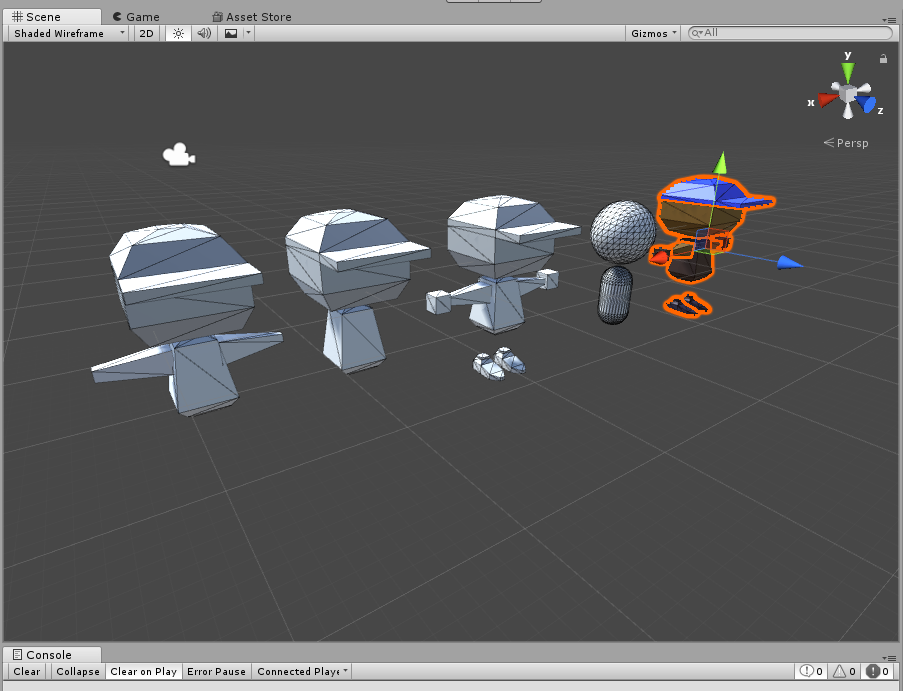 Scene Game Asset Store
Shaded Wireframe 2D Gizmos All
y
x
z
Persp
Console
Clear Collapse Clear on Play Error Pause Connected Playe 0 0 0